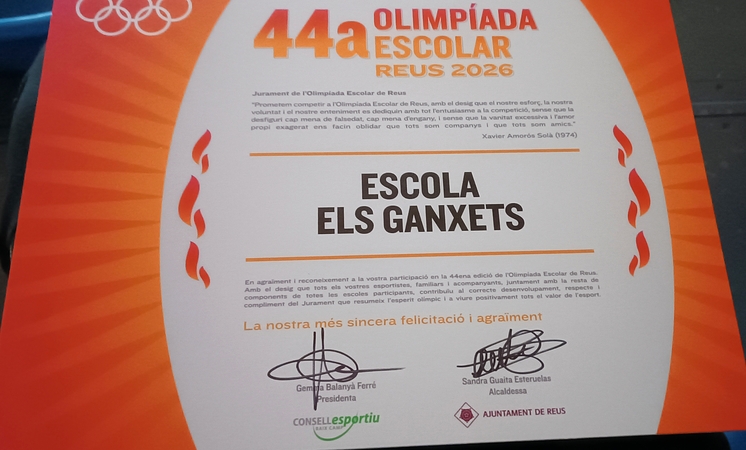 44a OLIMPÍADA
ESCOLAR
REUS 2026
Jurament de l'Olimpíada Escolar de Reus
"Prometem competir a l'Olimpíada Escolar de Reus, amb el desig que el nostre esforç, la nostra
voluntat i el nostre enteniment es dediquin amb tot l'entusiasme a la competició, sense que la
desfiguri cap mena de falsedat, cap mena d'engany, i sense que la vanitat excessiva i l'amor
propi exagerat ens facin oblidar que tots som companys i que tots som amics."
Xavier Amorós Solà (1974)
ESCOLA
ELS GANXETS
En agraïment i reconeixement a la vostra participació en la 44ena edició de l'Olimpíada Escolar de Reus.
Amb el desig que tots els vostres esportistes, familiars i acompanyants, juntament amb la resta de
components de totes les escoles participants, contribuïu al correcte desenvolupament, respecte i
compliment del Jurament que resumeix l'esperit olímpic i a viure positivament tots el valor de l'esport.
La nostra més sincera felicitació i agraïment
Gemma Balanyà Ferré
Presidenta
Sandra Guaita Esteruelas
Alcaldessa
CONSELLesportiu
BAIX CAMP
AJUNTAMENT DE REUS